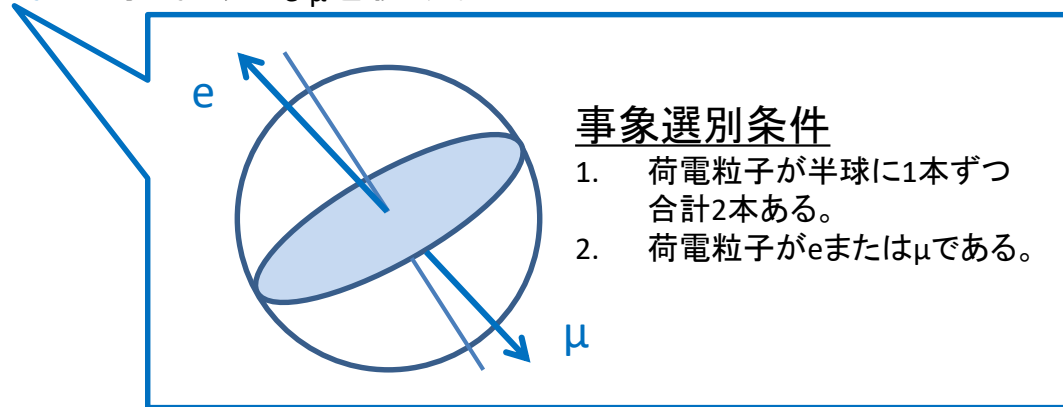 e
μ
事象選別条件
1. 荷電粒子が半球に1本ずつ
合計2本ある。
2. 荷電粒子がeまたはμである。